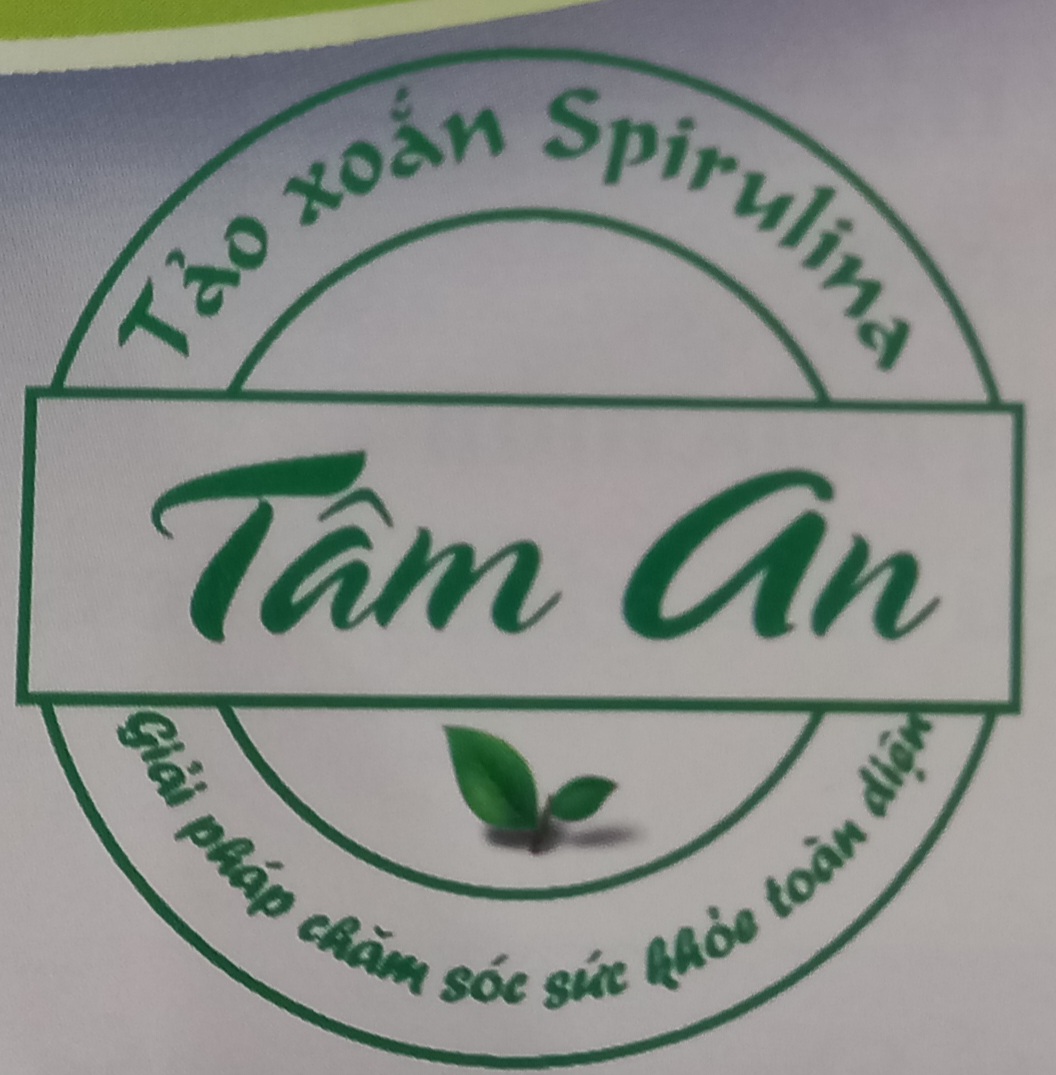 Tảo xoắn Spirulina
Tâm An
Giải pháp chăm sóc sức khỏe toàn diện